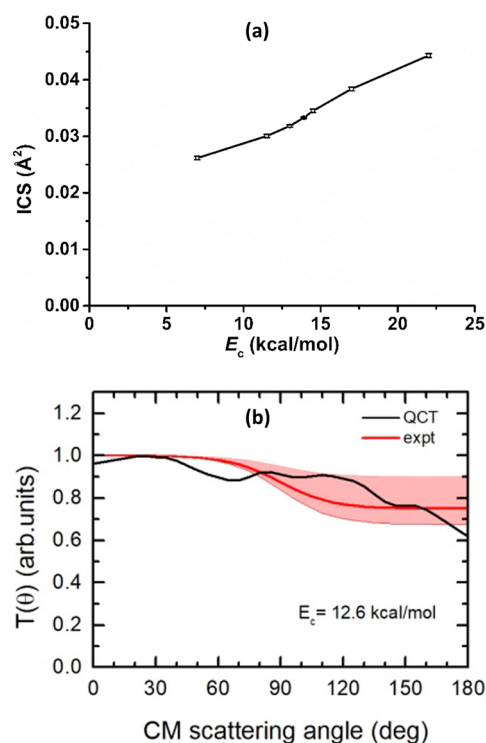 (a)
0.05
0.04
0.03
0.02
0.01
0.00
ICS (Å²)
0 5 10 15 20 25
E_c (kcal/mol)
(b)
QCT
expt
1.2
1.0
0.8
0.6
0.4
0.2
0.0
T(θ) (arb.units)
E_c= 12.6 kcal/mol
0 30 60 90 120 150 180
CM scattering angle (deg)